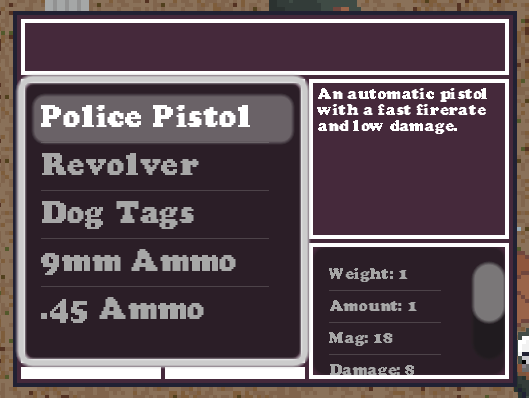 Police Pistol
Revolver
Dog Tags
9mm Ammo
.45 Ammo
An automatic pistol
with a fast firerate
and low damage.
Weight: 1
Amount: 1
Mag: 18
Damage: 8